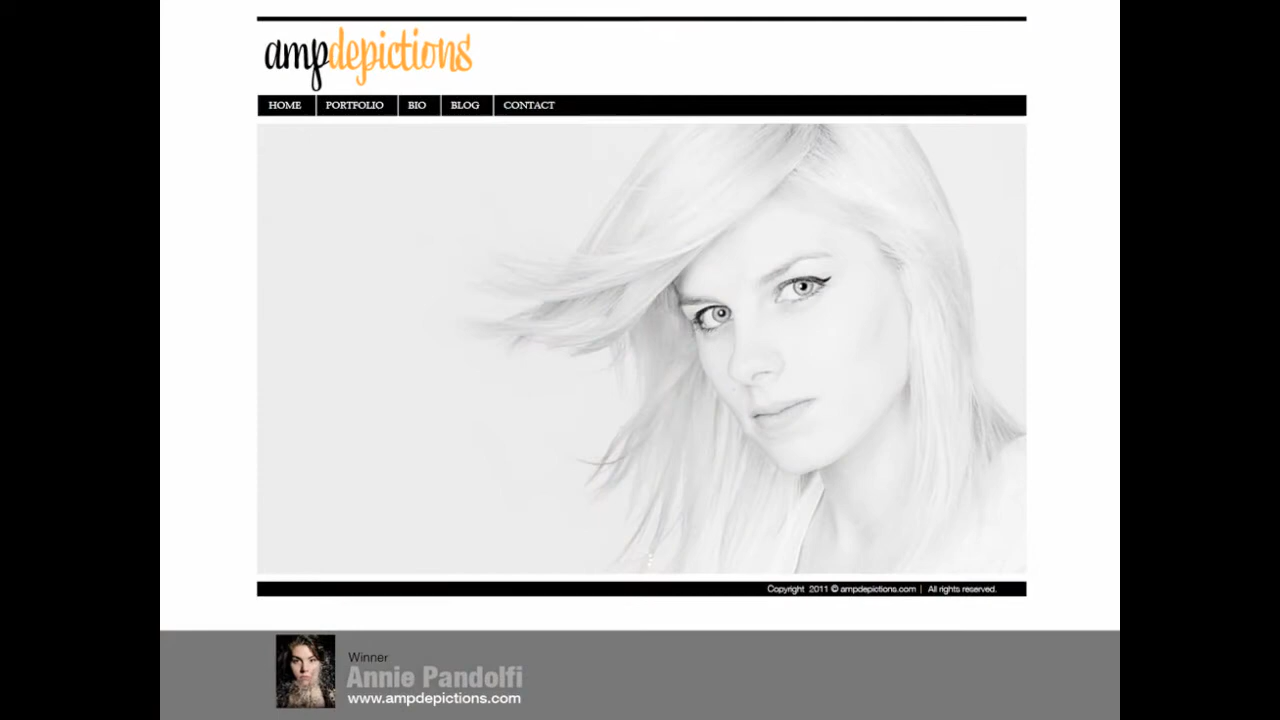 ampdepictions
HOME PORTFOLIO BIO BLOG CONTACT
Copyright 2011 © ampdepictions.com | All rights reserved.
Winner
Annie Pandolfi
www.ampdepictions.com